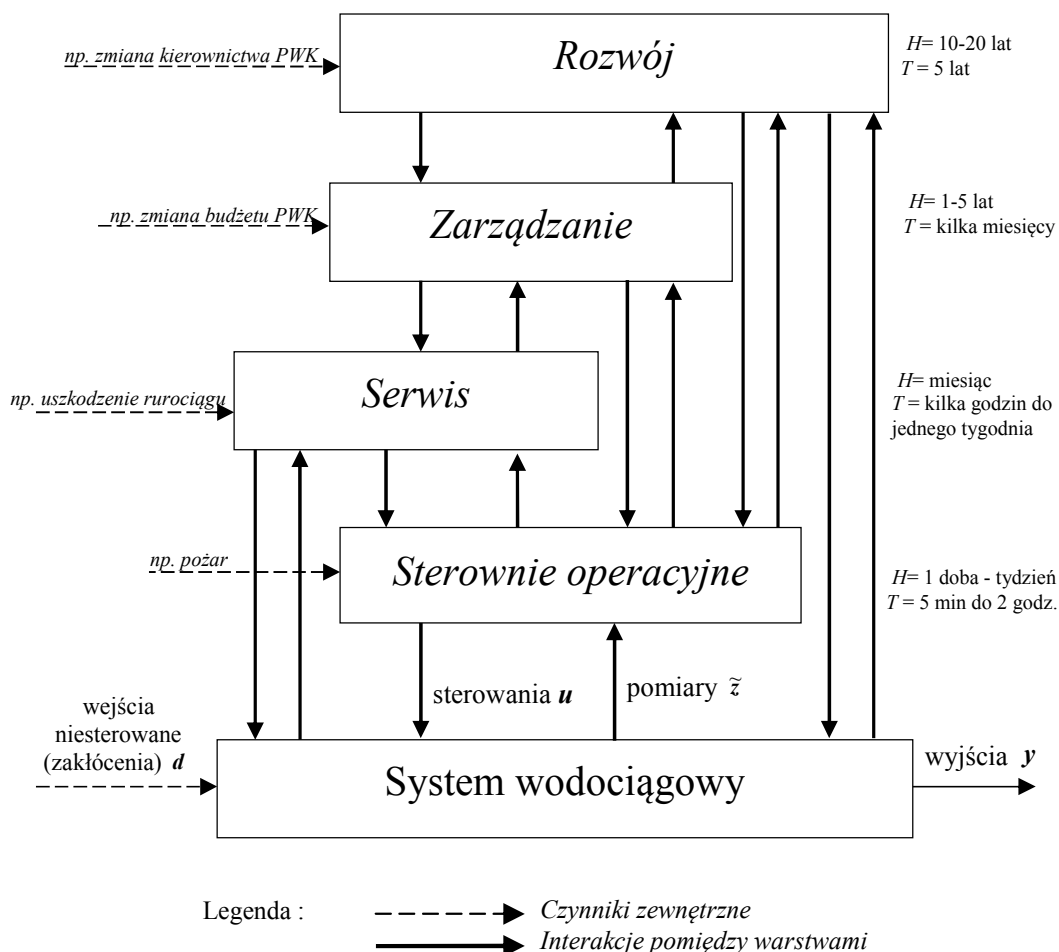 np. zmiana kierownictwa PWK
Rozwój
H= 10-20 lat
T = 5 lat
np. zmiana budżetu PWK
Zarządzanie
H= 1-5 lat
T = kilka miesięcy
np. uszkodzenie rurociągu
Serwis
H= miesiąc
T = kilka godzin do
jednego tygodnia
np. pożar
Sterownie operacyjne
H= 1 doba - tydzień
T = 5 min do 2 godz.
sterowania u
pomiary z̃
wejścia
niesterowane
(zakłócenia) d
System wodociągowy
wyjścia y
Legenda :
Czynniki zewnętrzne
Interakcje pomiędzy warstwami